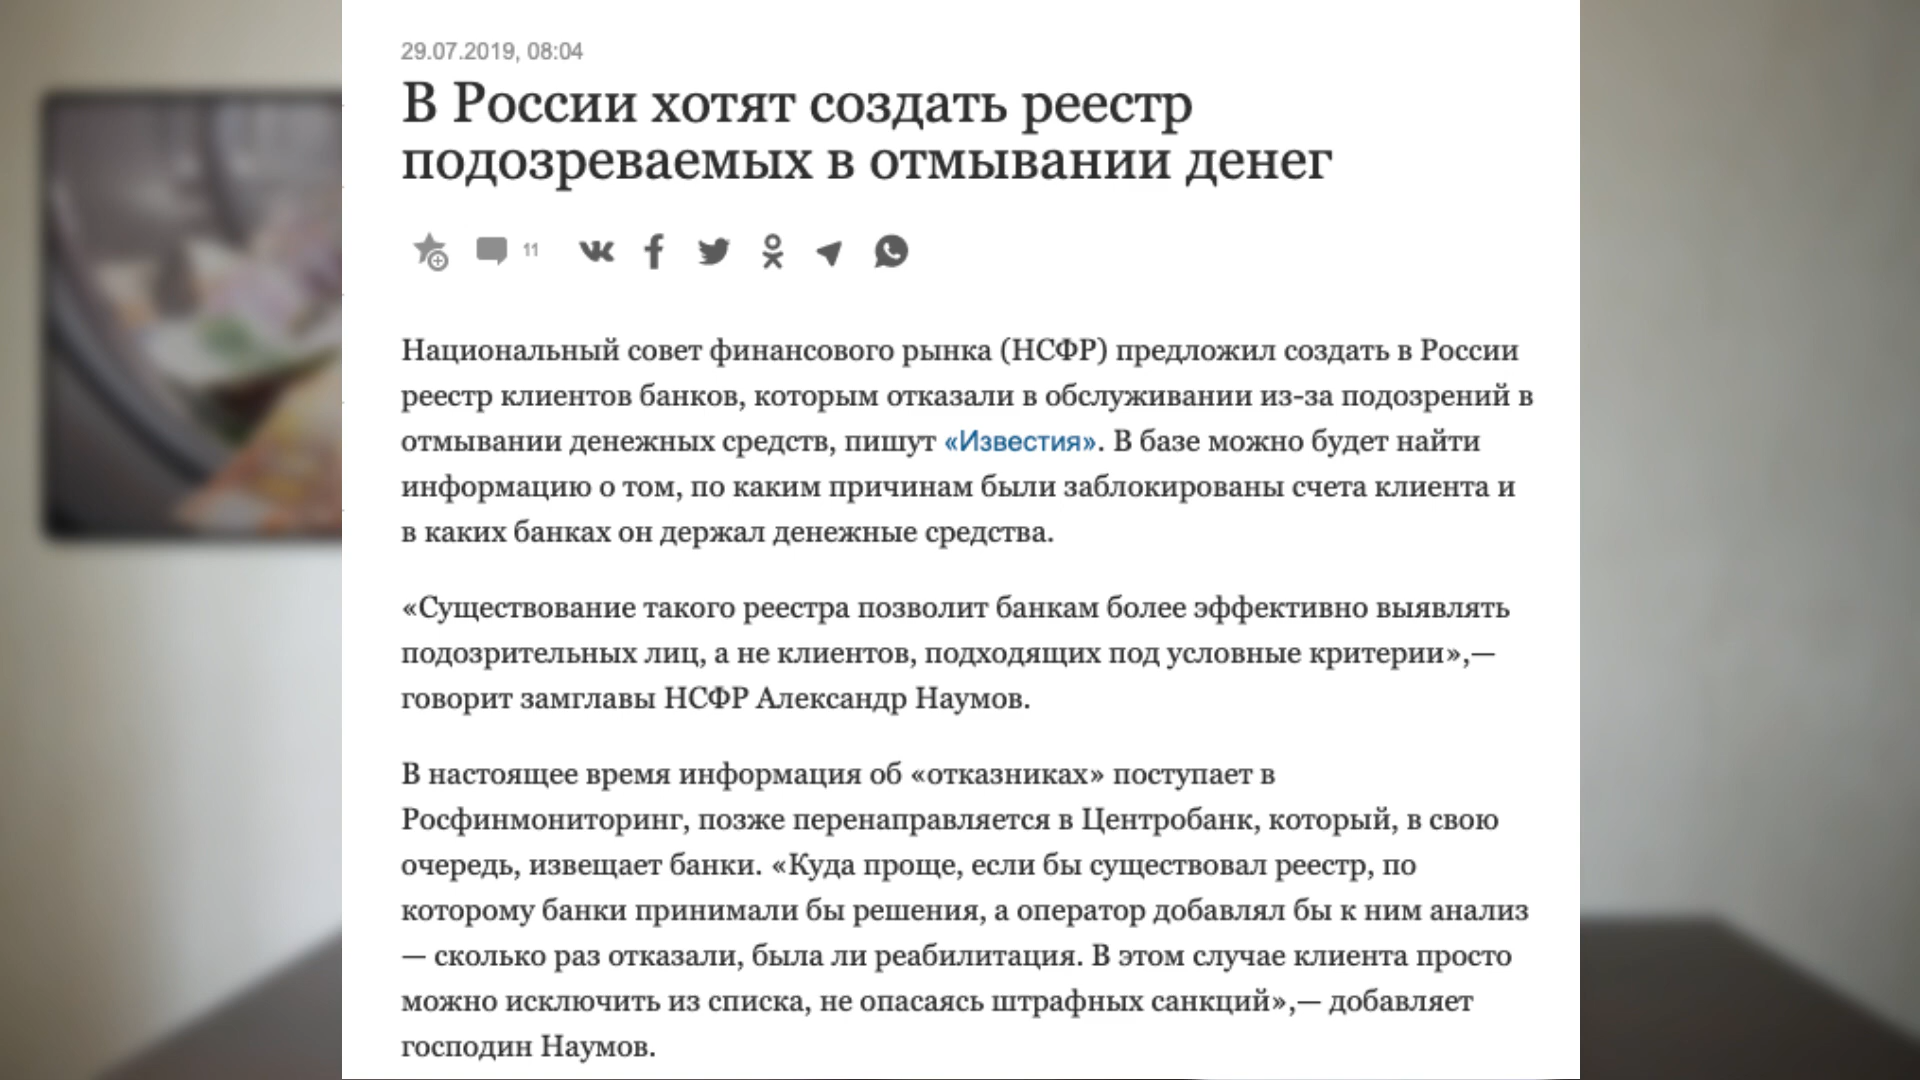 29.07.2019, 08:04
В России хотят создать реестр
подозреваемых в отмывании денег
11
Национальный совет финансового рынка (НСФР) предложил создать в России
реестр клиентов банков, которым отказали в обслуживании из-за подозрений в
отмывании денежных средств, пишут «Известия». В базе можно будет найти
информацию о том, по каким причинам были заблокированы счета клиента и
в каких банках он держал денежные средства.
«Существование такого реестра позволит банкам более эффективно выявлять
подозрительных лиц, а не клиентов, подходящих под условные критерии»,—
говорит замглавы НСФР Александр Наумов.
В настоящее время информация об «отказниках» поступает в
Росфинмониторинг, позже перенаправляется в Центробанк, который, в свою
очередь, извещает банки. «Куда проще, если бы существовал реестр, по
которому банки принимали бы решения, а оператор добавлял бы к ним анализ
— сколько раз отказали, была ли реабилитация. В этом случае клиента просто
можно исключить из списка, не опасаясь штрафных санкций»,— добавляет
господин Наумов.